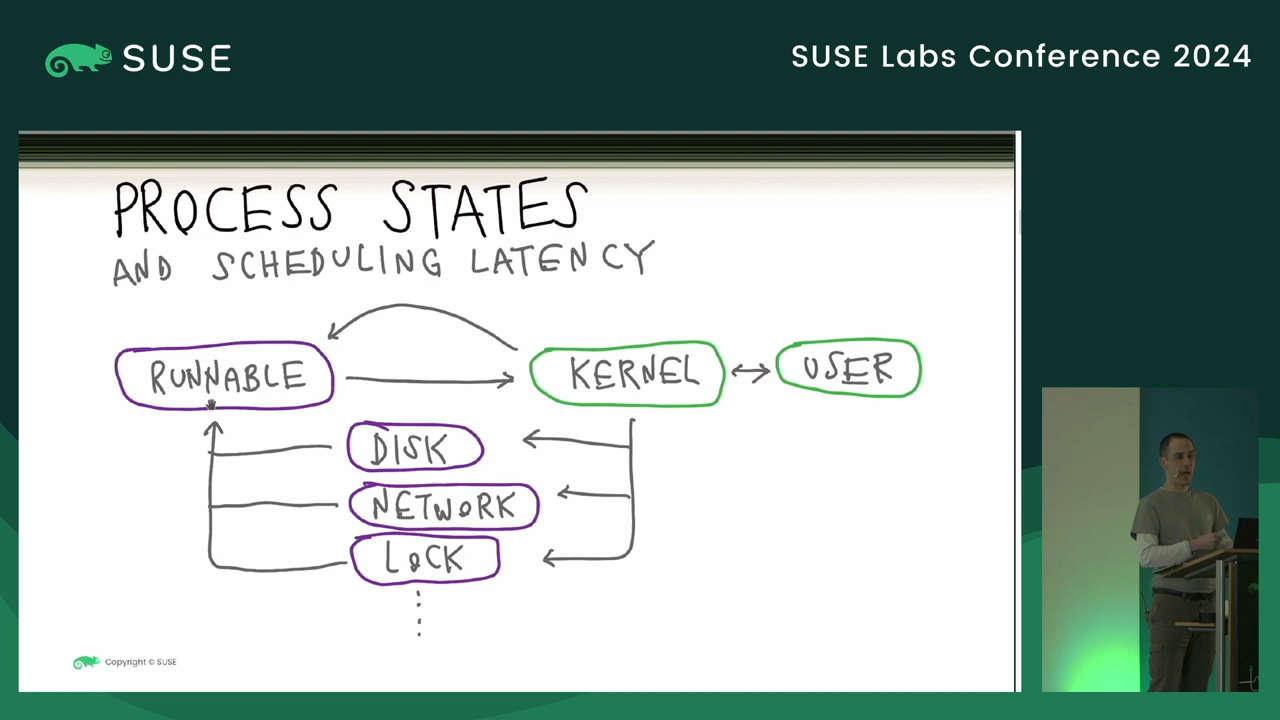 SUSE
SUSE Labs Conference 2024
PROCESS STATES
AND SCHEDULING LATENCY
RUNNABLE
KERNEL
USER
DISK
NETWORK
LOCK
Copyright © SUSE